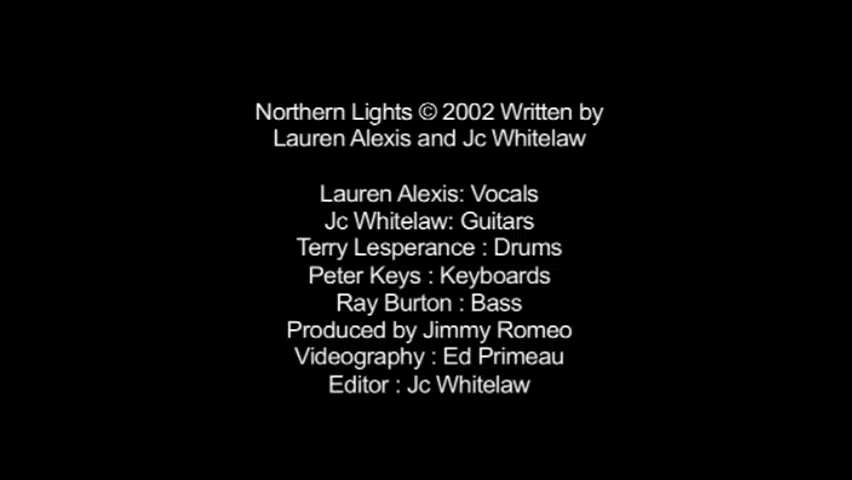 Northern Lights © 2002 Written by
Lauren Alexis and Jc Whitelaw
Lauren Alexis: Vocals
Jc Whitelaw: Guitars
Terry Lesperance : Drums
Peter Keys : Keyboards
Ray Burton : Bass
Produced by Jimmy Romeo
Videography : Ed Primeau
Editor : Jc Whitelaw